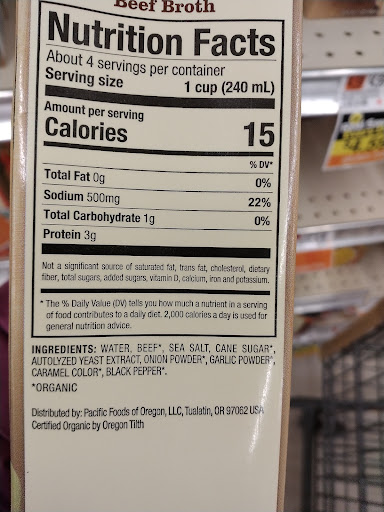 Beef Broth
Nutrition Facts
About 4 servings per container
Serving size 1 cup (240 mL)
Amount per serving
Calories 15
% DV*
Total Fat 0g 0%
Sodium 500mg 22%
Total Carbohydrate 1g 0%
Protein 3g
Not a significant source of saturated fat, trans fat, cholesterol, dietary
fiber, total sugars, added sugars, vitamin D, calcium, iron and potassium.
* The % Daily Value (DV) tells you how much a nutrient in a serving
of food contributes to a daily diet. 2,000 calories a day is used for
general nutrition advice.
INGREDIENTS: WATER, BEEF*, SEA SALT, CANE SUGAR*,
AUTOLYZED YEAST EXTRACT, ONION POWDER*, GARLIC POWDER*,
CARAMEL COLOR*, BLACK PEPPER*.
*ORGANIC
Distributed by: Pacific Foods of Oregon, LLC, Tualatin, OR 97062 USA
Certified Organic by Oregon Tilth